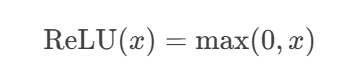 ReLU(x) = max(0, x)